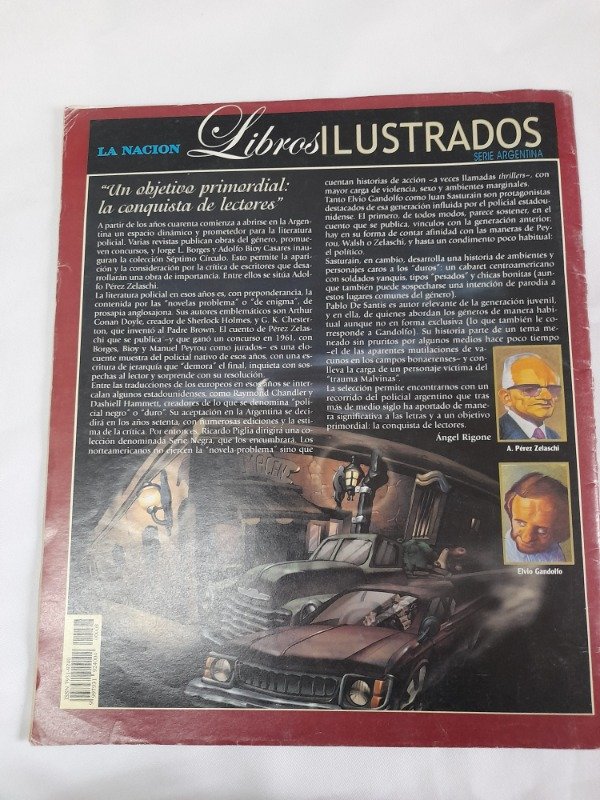 LA NACION
Libros ILUSTRADOS
SERIE ARGENTINA
"Un objetivo primordial:
la conquista de lectores"
A partir de los años cuarenta comienza a abrirse en la Argen-
tina un espacio dinámico y prometedor para la literatura
policial. Varias revistas publican obras del género, promue-
ven concursos, y Jorge L. Borges y Adolfo Bioy Casares inau-
guran la colección Séptimo Círculo. Esto permite la apari-
ción y la consideración por la crítica de escritores que desa-
rrollaran una obra de importancia. Entre ellos se sitúa Adol-
fo Pérez Zelaschi.
La literatura policial en esos años es, con preponderancia, la
contenida por las "novelas problema" o "de enigma", de
prosapia anglosajona. Sus autores emblemáticos son Arthur
Conan Doyle, creador de Sherlock Holmes, y G. K. Chester-
ton, que inventó al Padre Brown. El cuento de Pérez Zelas-
chi que se publica –y que ganó un concurso en 1961, con
Borges, Bioy y Manuel Peyrou como jurados– es una elo-
cuente muestra del policial nativo de esos años, con una es-
critura de jerarquía que "demora" el final, inquieta con sos-
pechas al lector y sorprende con su resolución.
Entre las traducciones de los europeos en esos años se inter-
calan algunos estadounidenses, como Raymond Chandler y
Dashiell Hammett, creadores de lo que se denomina "poli-
cial negro" o "duro". Su aceptación en la Argentina se deci-
dirá en los años setenta, con numerosas ediciones y la esti-
ma de la crítica. Por entonces, Ricardo Piglia dirigirá una co-
lección denominada Serie Negra, que los encumbrará. Los
norteamericanos no ejercen la "novela-problema" sino que
cuentan historias de acción –a veces llamadas thrillers–, con
mayor carga de violencia, sexo y ambientes marginales.
Tanto Elvio Gandolfo como Juan Sasturain son protagonistas
destacados de esa generación influida por el policial estadou-
nidense. El primero, de todos modos, parece sostener, en el
cuento que se publica, vínculos con la generación anterior:
hay en su forma de contar afinidad con las maneras de Pey-
rou, Walsh o Zelaschi, y hasta un condimento poco habitual:
el político.
Sasturain, en cambio, desarrolla una historia de ambientes y
personajes caros a los "duros": un cabaret centroamericano
con soldados yanquis, tipos "pesados" y chicas bonitas (aun-
que también puede sospecharse una intención de parodia a
estos lugares comunes del género).
Pablo De Santis es autor relevante de la generación juvenil,
y en ella, de quienes abordan los géneros de manera habi-
tual aunque no en forma exclusiva (lo que también le co-
rresponde a Gandolfo). Su historia parte de un tema me-
neado sin pruritos por algunos medios hace poco tiempo
–el de las aparentes mutilaciones de va-
cunos en los campos bonaerenses– y con-
lleva la carga de un personaje víctima del
"trauma Malvinas".
La selección permite encontrarnos con un
recorrido del policial argentino que tras
más de medio siglo ha aportado de mane-
ra significativa a las letras y a un objetivo
primordial: la conquista de lectores.
Ángel Rigone
A. Pérez Zelaschi
Elvio Gandolfo